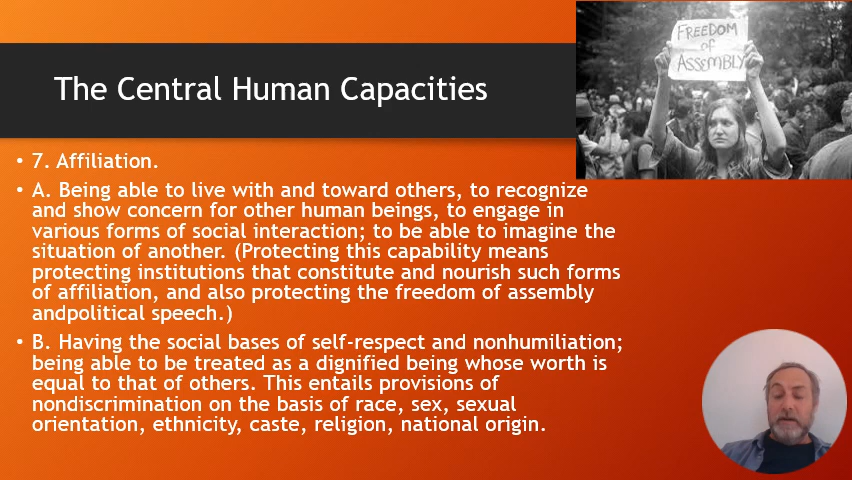 The Central Human Capacities
FREEDOM
of
ASSEMBLY
• 7. Affiliation.
• A. Being able to live with and toward others, to recognize
and show concern for other human beings, to engage in
various forms of social interaction; to be able to imagine the
situation of another. (Protecting this capability means
protecting institutions that constitute and nourish such forms
of affiliation, and also protecting the freedom of assembly
andpolitical speech.)
• B. Having the social bases of self-respect and nonhumiliation;
being able to be treated as a dignified being whose worth is
equal to that of others. This entails provisions of
nondiscrimination on the basis of race, sex, sexual
orientation, ethnicity, caste, religion, national origin.